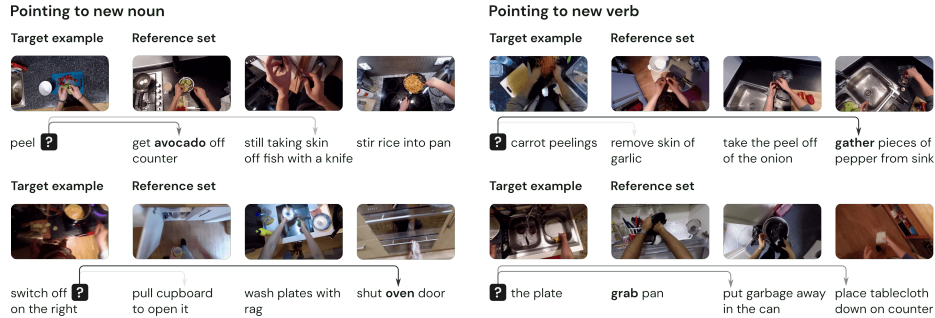 Pointing to new noun
Target example
Reference set
peel ?
get avocado off
counter
still taking skin
off fish with a knife
stir rice into pan
Target example
Reference set
switch off ?
on the right
pull cupboard
to open it
wash plates with
rag
shut oven door
Pointing to new verb
Target example
Reference set
? carrot peelings
remove skin of
garlic
take the peel off
of the onion
gather pieces of
pepper from sink
Target example
Reference set
? the plate
grab pan
put garbage away
in the can
place tablecloth
down on counter